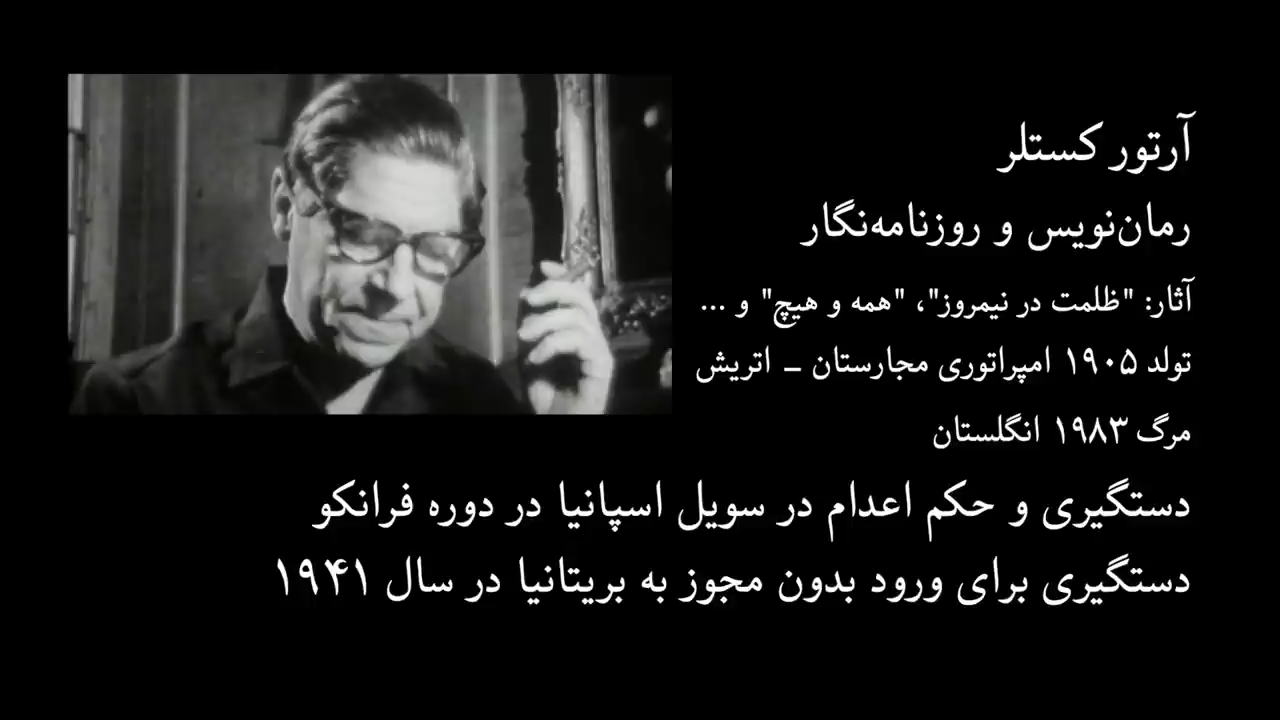 آرتور کستلر
رمان‌نویس و روزنامه‌نگار
آثار: "ظلمت در نیمروز"، "همه و هیچ" و ...
تولد ۱۹۰۵ امپراتوری مجارستان ـ اتریش
مرگ ۱۹۸۳ انگلستان
دستگیری و حکم اعدام در سویل اسپانیا در دوره فرانکو
دستگیری برای ورود بدون مجوز به بریتانیا در سال ۱۹۴۱